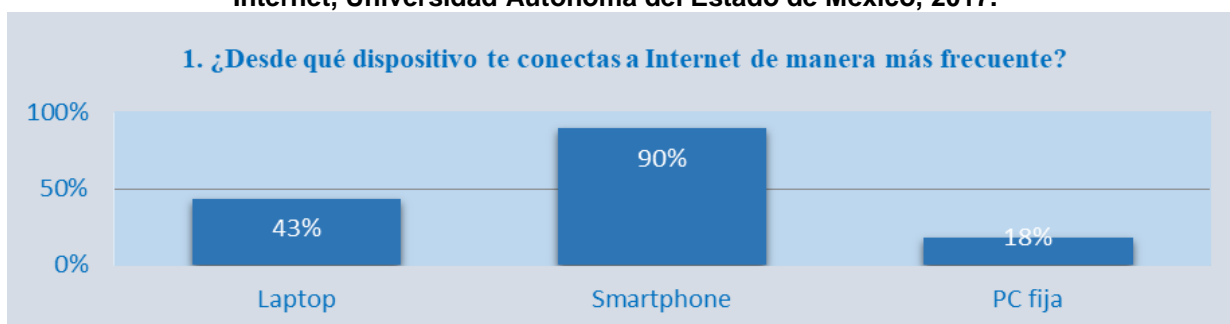 Internet, Universidad Autónoma del Estado de México, 2017.
1. ¿Desde qué dispositivo te conectas a Internet de manera más frecuente?
100%
50%
0%
43%
90%
18%
Laptop Smartphone PC fija